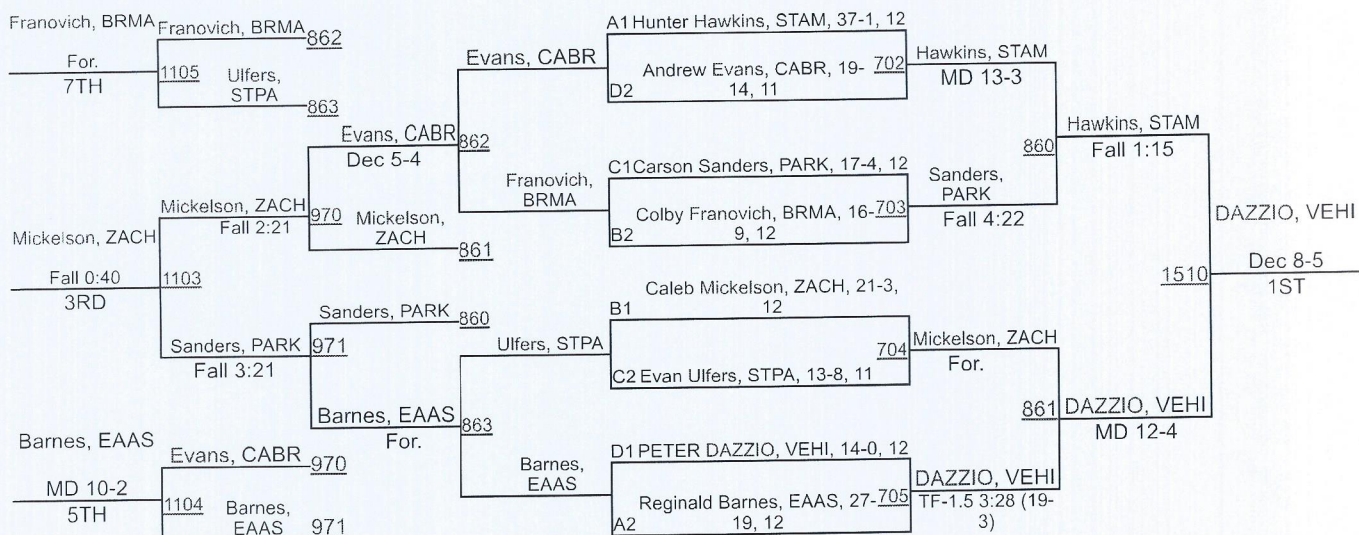 Franovich, BRMA
For.
7TH
Franovich, BRMA
862
1105
Ulfers,
STPA
863
Evans, CABR
Dec 5-4
862
Mickelson, ZACH
Fall 2:21
970
Mickelson,
ZACH
861
Mickelson, ZACH
Fall 0:40
3RD
1103
Sanders, PARK
860
Sanders, PARK
Fall 3:21
971
Barnes, EAAS
For.
863
Barnes, EAAS
MD 10-2
5TH
Evans, CABR
970
1104
Barnes,
EAAS
971
Evans, CABR
Franovich,
BRMA
Ulfers, STPA
Barnes,
EAAS
A1 Hunter Hawkins, STAM, 37-1, 12
Andrew Evans, CABR, 19-
14, 11
D2
702
C1 Carson Sanders, PARK, 17-4, 12
Colby Franovich, BRMA, 16-
9, 12
B2
703
Caleb Mickelson, ZACH, 21-3,
12
B1
704
C2 Evan Ulfers, STPA, 13-8, 11
D1 PETER DAZZIO, VEHI, 14-0, 12
Reginald Barnes, EAAS, 27-
19, 12
A2
705
Hawkins, STAM
MD 13-3
Sanders,
PARK
Fall 4:22
860
Mickelson, ZACH
For.
DAZZIO, VEHI
TF-1.5 3:28 (19-
3)
861
Hawkins, STAM
Fall 1:15
DAZZIO, VEHI
MD 12-4
1510
DAZZIO, VEHI
Dec 8-5
1ST